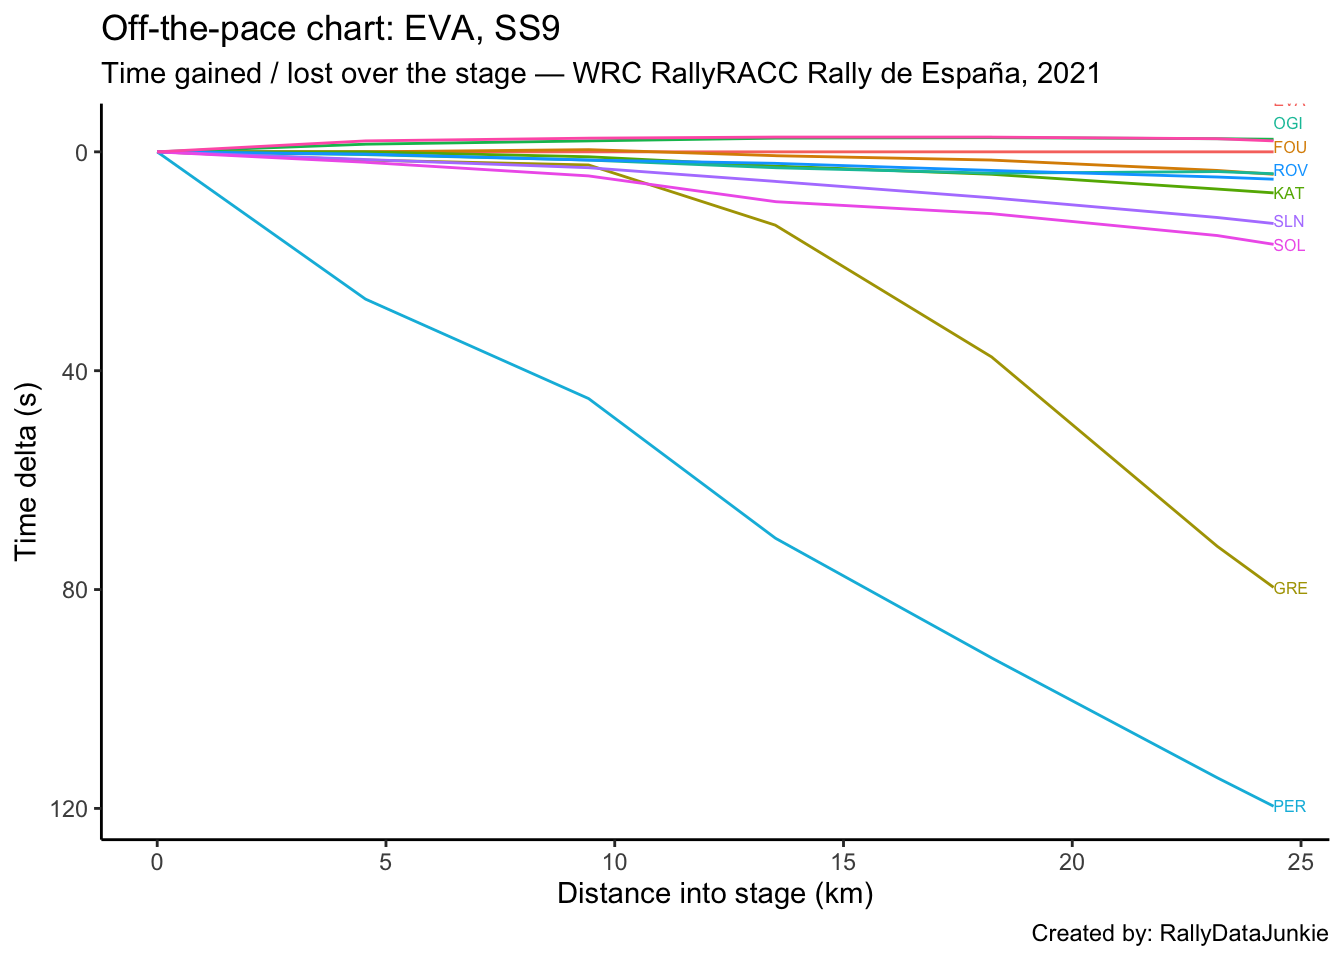 Off-the-pace chart: EVA, SS9
Time gained / lost over the stage — WRC RallyRACC Rally de España, 2021
EVA
OGI
FOU
ROV
KAT
SLN
SOL
GRE
PER
0
40
80
120
Time delta (s)
0
5
10
15
20
25
Distance into stage (km)
Created by: RallyDataJunkie